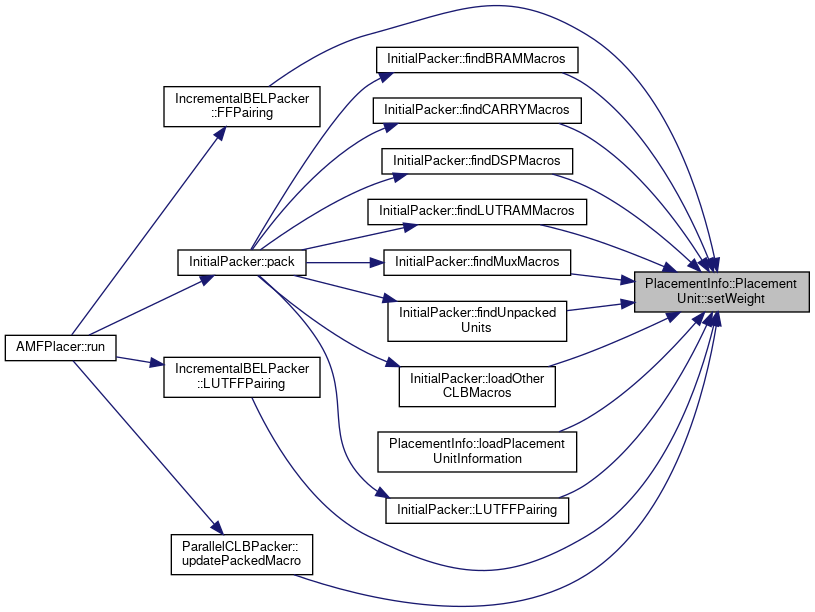 InitialPacker::findBRAMMacros
IncrementalBELPacker
::FFPairing
InitialPacker::findCARRYMacros
InitialPacker::findDSPMacros
InitialPacker::findLUTRAMMacros
InitialPacker::pack
InitialPacker::findMuxMacros
PlacementInfo::Placement
Unit::setWeight
InitialPacker::findUnpacked
Units
AMFPlacer::run
IncrementalBELPacker
::LUTFFPairing
InitialPacker::loadOther
CLBMacros
PlacementInfo::loadPlacement
UnitInformation
InitialPacker::LUTFFPairing
ParallelCLBPacker::
updatePackedMacro